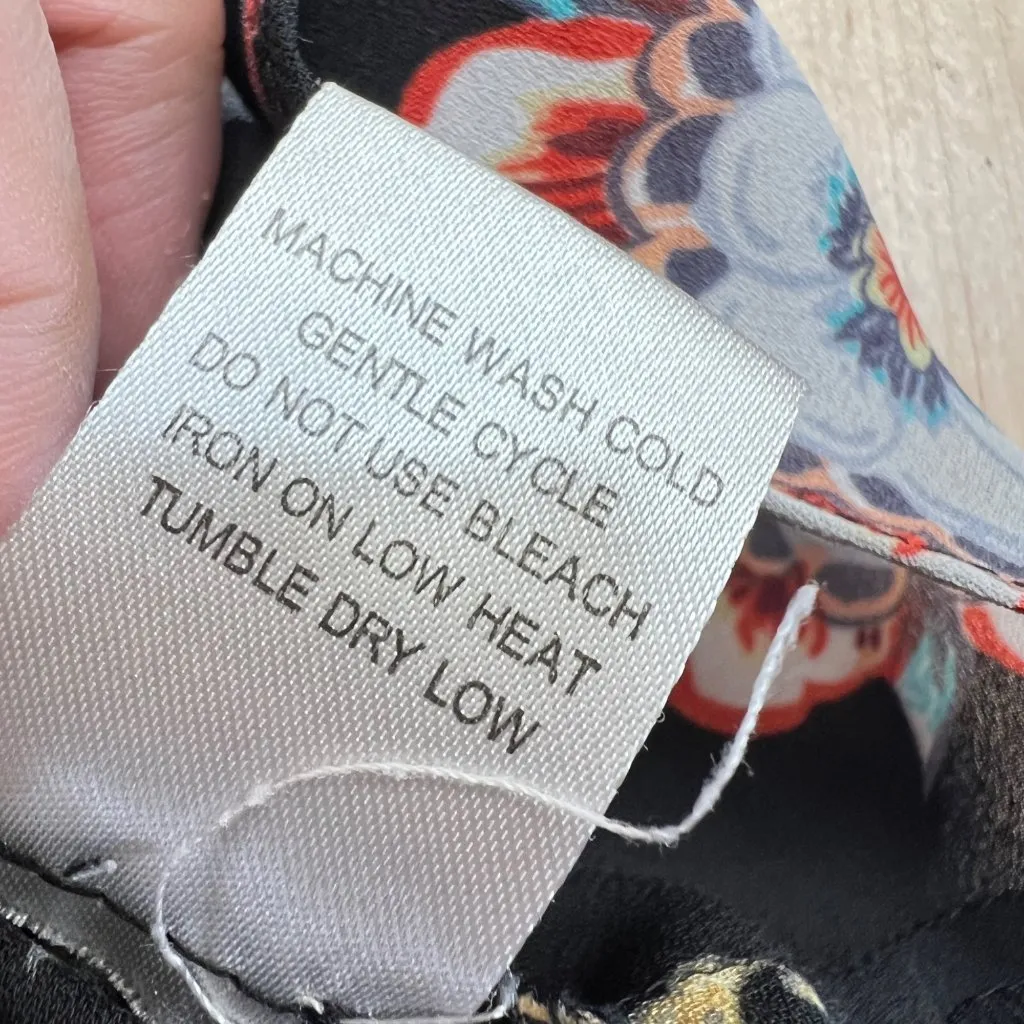 MACHINE WASH COLD
GENTLE CYCLE
DO NOT USE BLEACH
IRON ON LOW HEAT
TUMBLE DRY LOW